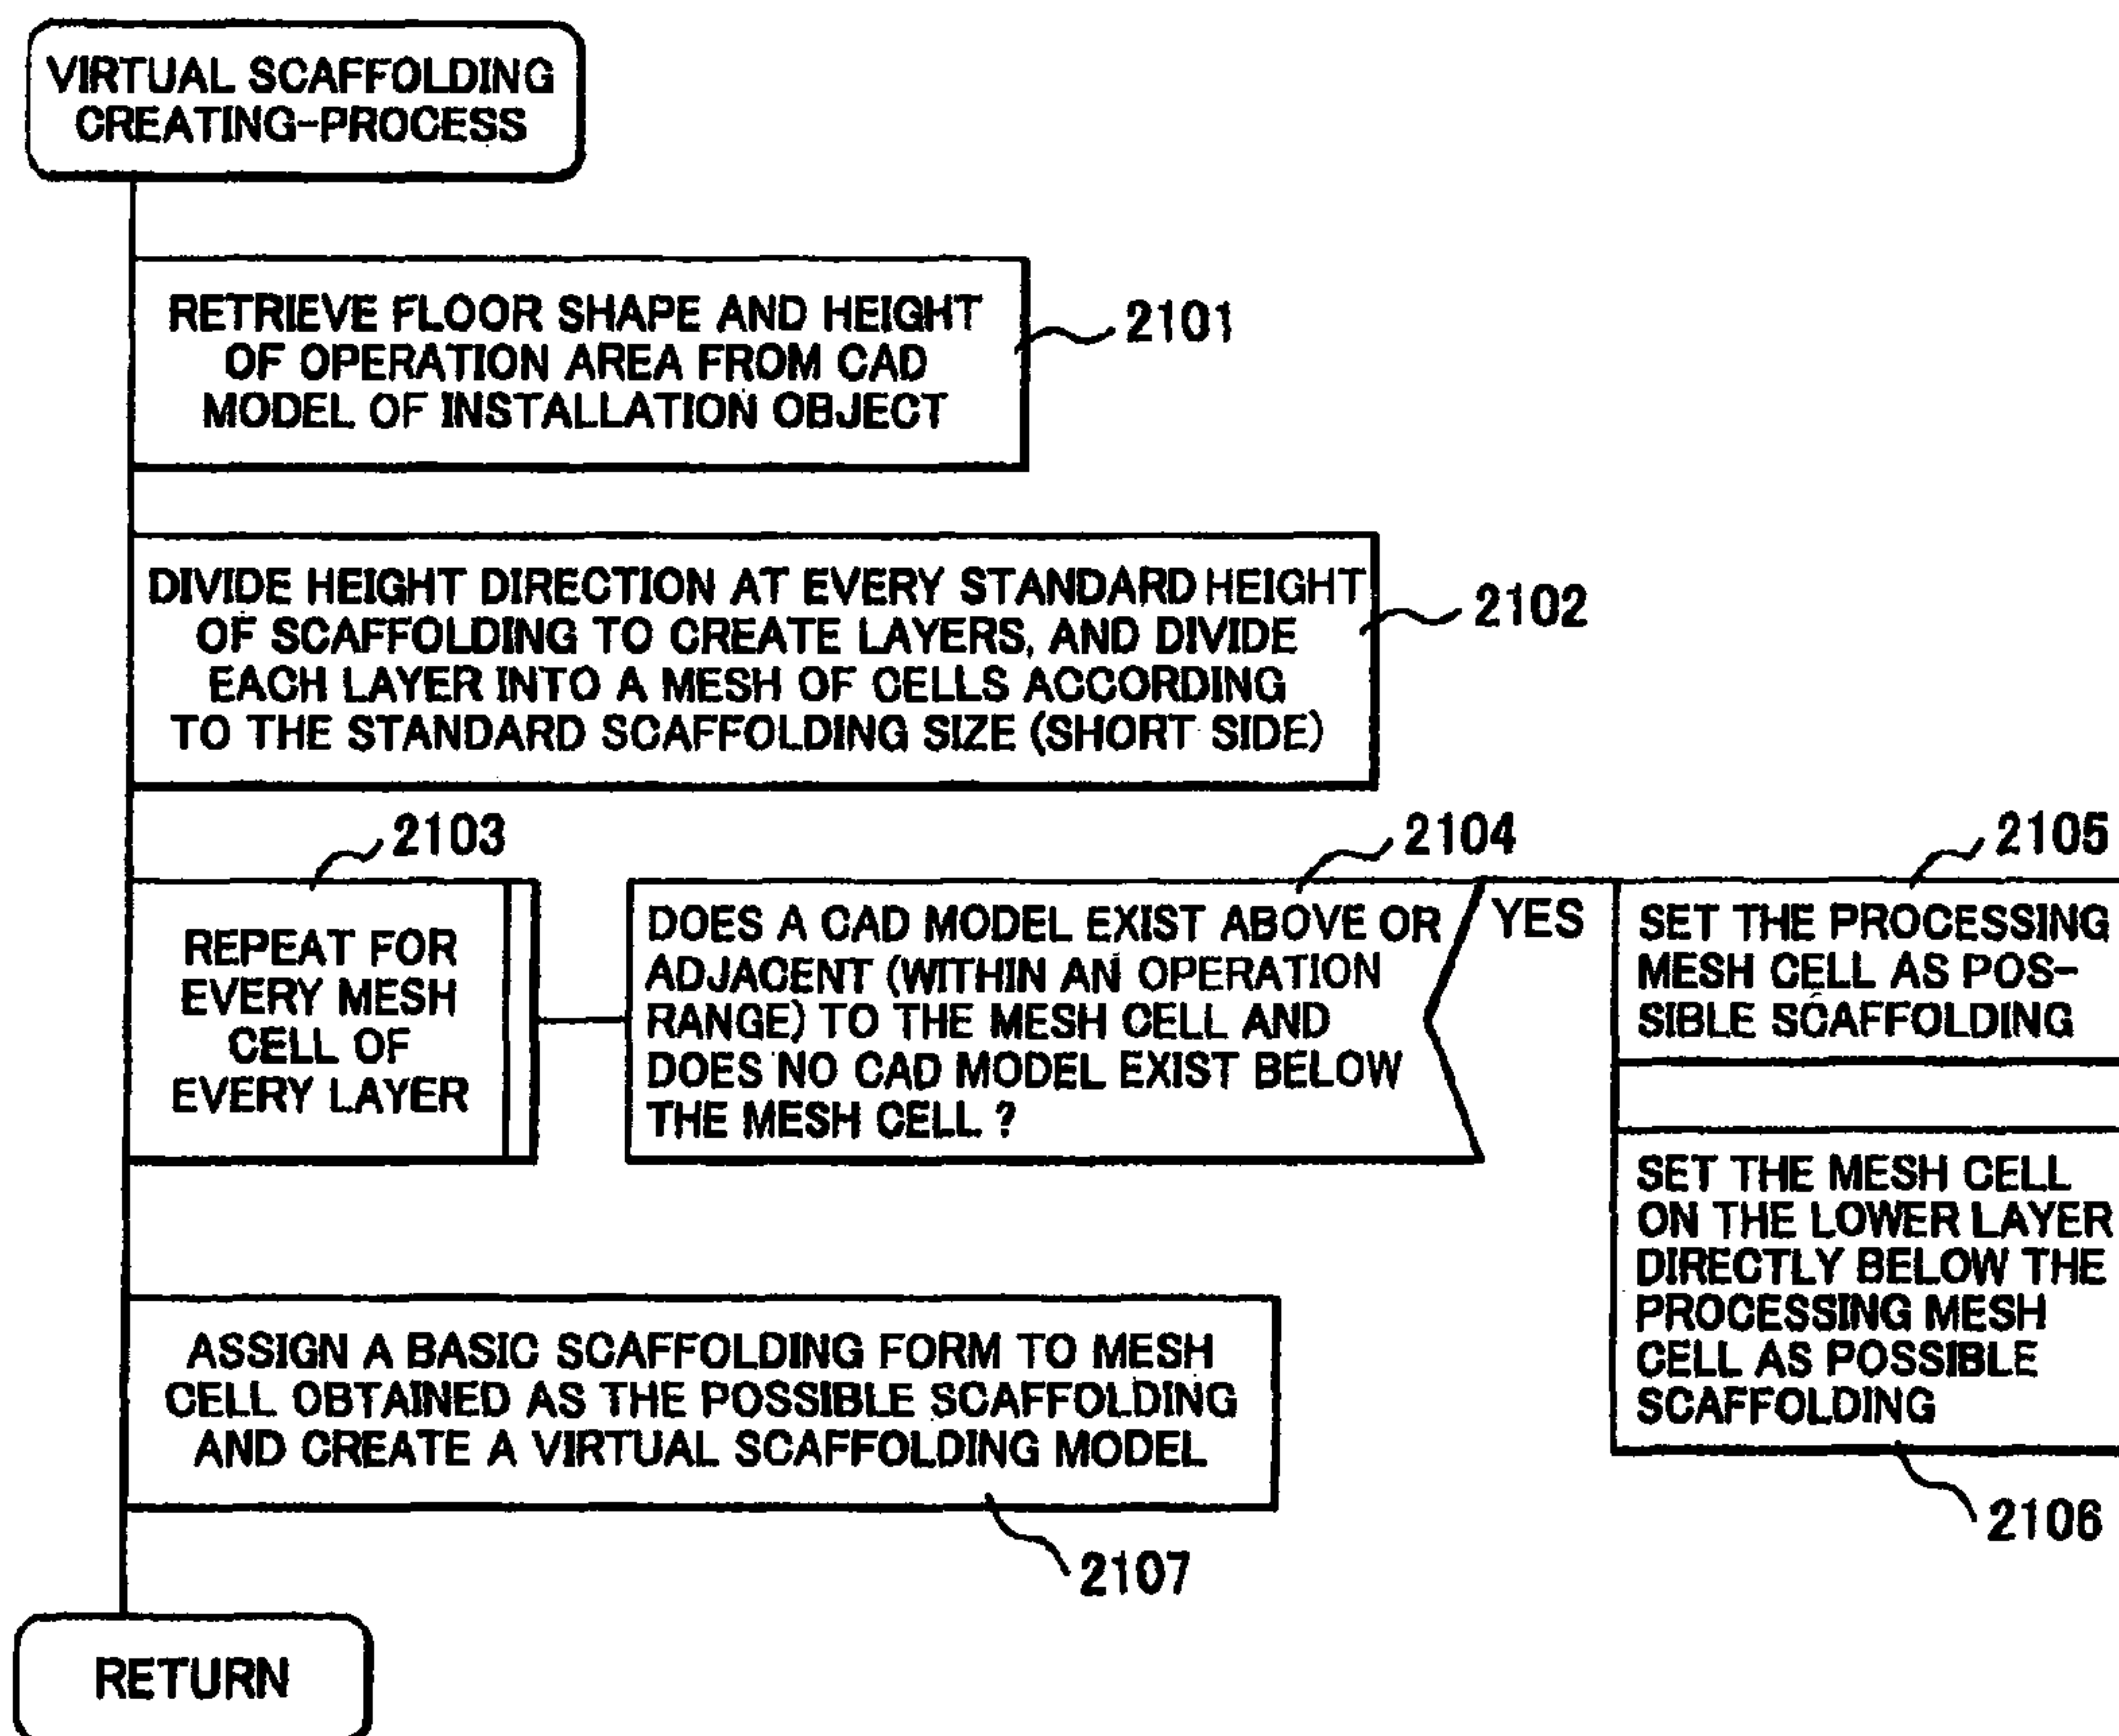 VIRTUAL SCAFFOLDING
CREATING-PROCESS
RETRIEVE FLOOR SHAPE AND HEIGHT
OF OPERATION AREA FROM CAD
MODEL OF INSTALLATION OBJECT
2101
DIVIDE HEIGHT DIRECTION AT EVERY STANDARD HEIGHT
OF SCAFFOLDING TO CREATE LAYERS, AND DIVIDE
EACH LAYER INTO A MESH OF CELLS ACCORDING
TO THE STANDARD SCAFFOLDING SIZE (SHORT SIDE)
2102
2103
REPEAT FOR
EVERY MESH
CELL OF
EVERY LAYER
2104
DOES A CAD MODEL EXIST ABOVE OR
ADJACENT (WITHIN AN OPERATION
RANGE) TO THE MESH CELL AND
DOES NO CAD MODEL EXIST BELOW
THE MESH CELL ?
YES
2105
SET THE PROCESSING
MESH CELL AS POS-
SIBLE SCAFFOLDING
SET THE MESH CELL
ON THE LOWER LAYER
DIRECTLY BELOW THE
PROCESSING MESH
CELL AS POSSIBLE
SCAFFOLDING
2106
ASSIGN A BASIC SCAFFOLDING FORM TO MESH
CELL OBTAINED AS THE POSSIBLE SCAFFOLDING
AND CREATE A VIRTUAL SCAFFOLDING MODEL
2107
RETURN